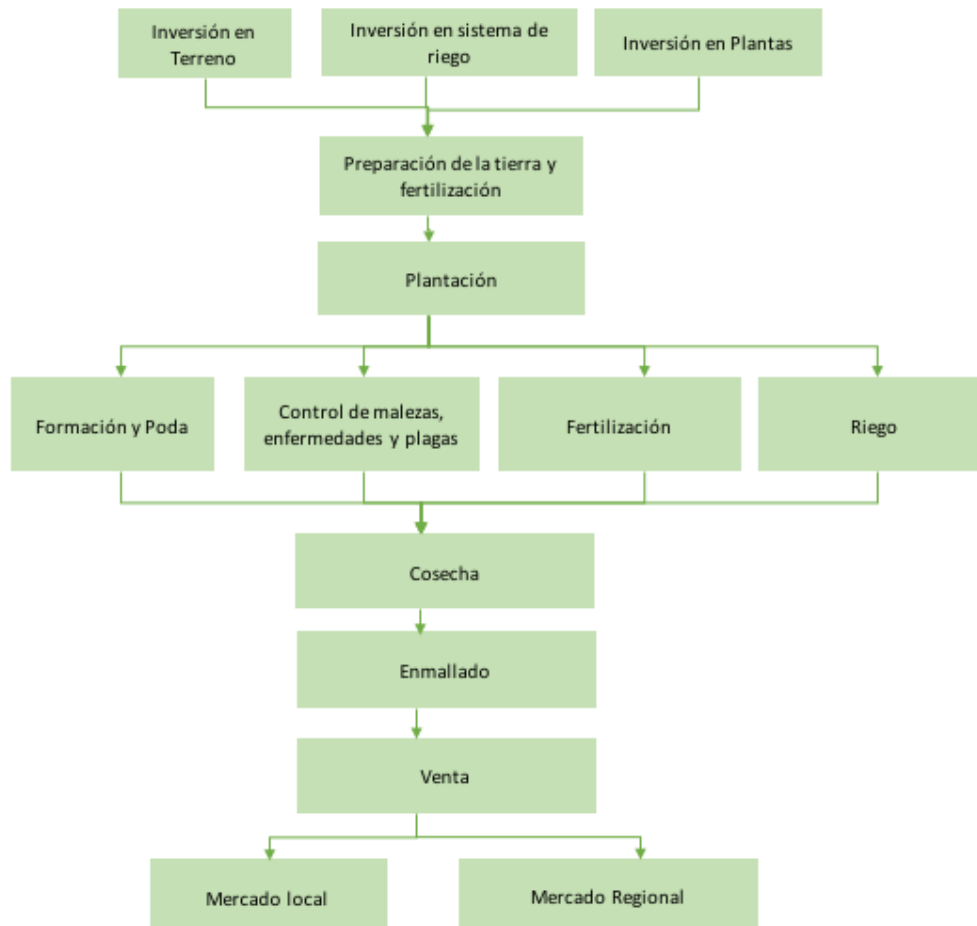 Inversión en
Terreno
Inversión en sistema de
riego
Inversión en Plantas
Preparación de la tierra y
fertilización
Plantación
Formación y Poda
Control de malezas,
enfermedades y plagas
Fertilización
Riego
Cosecha
Enmallado
Venta
Mercado local
Mercado Regional